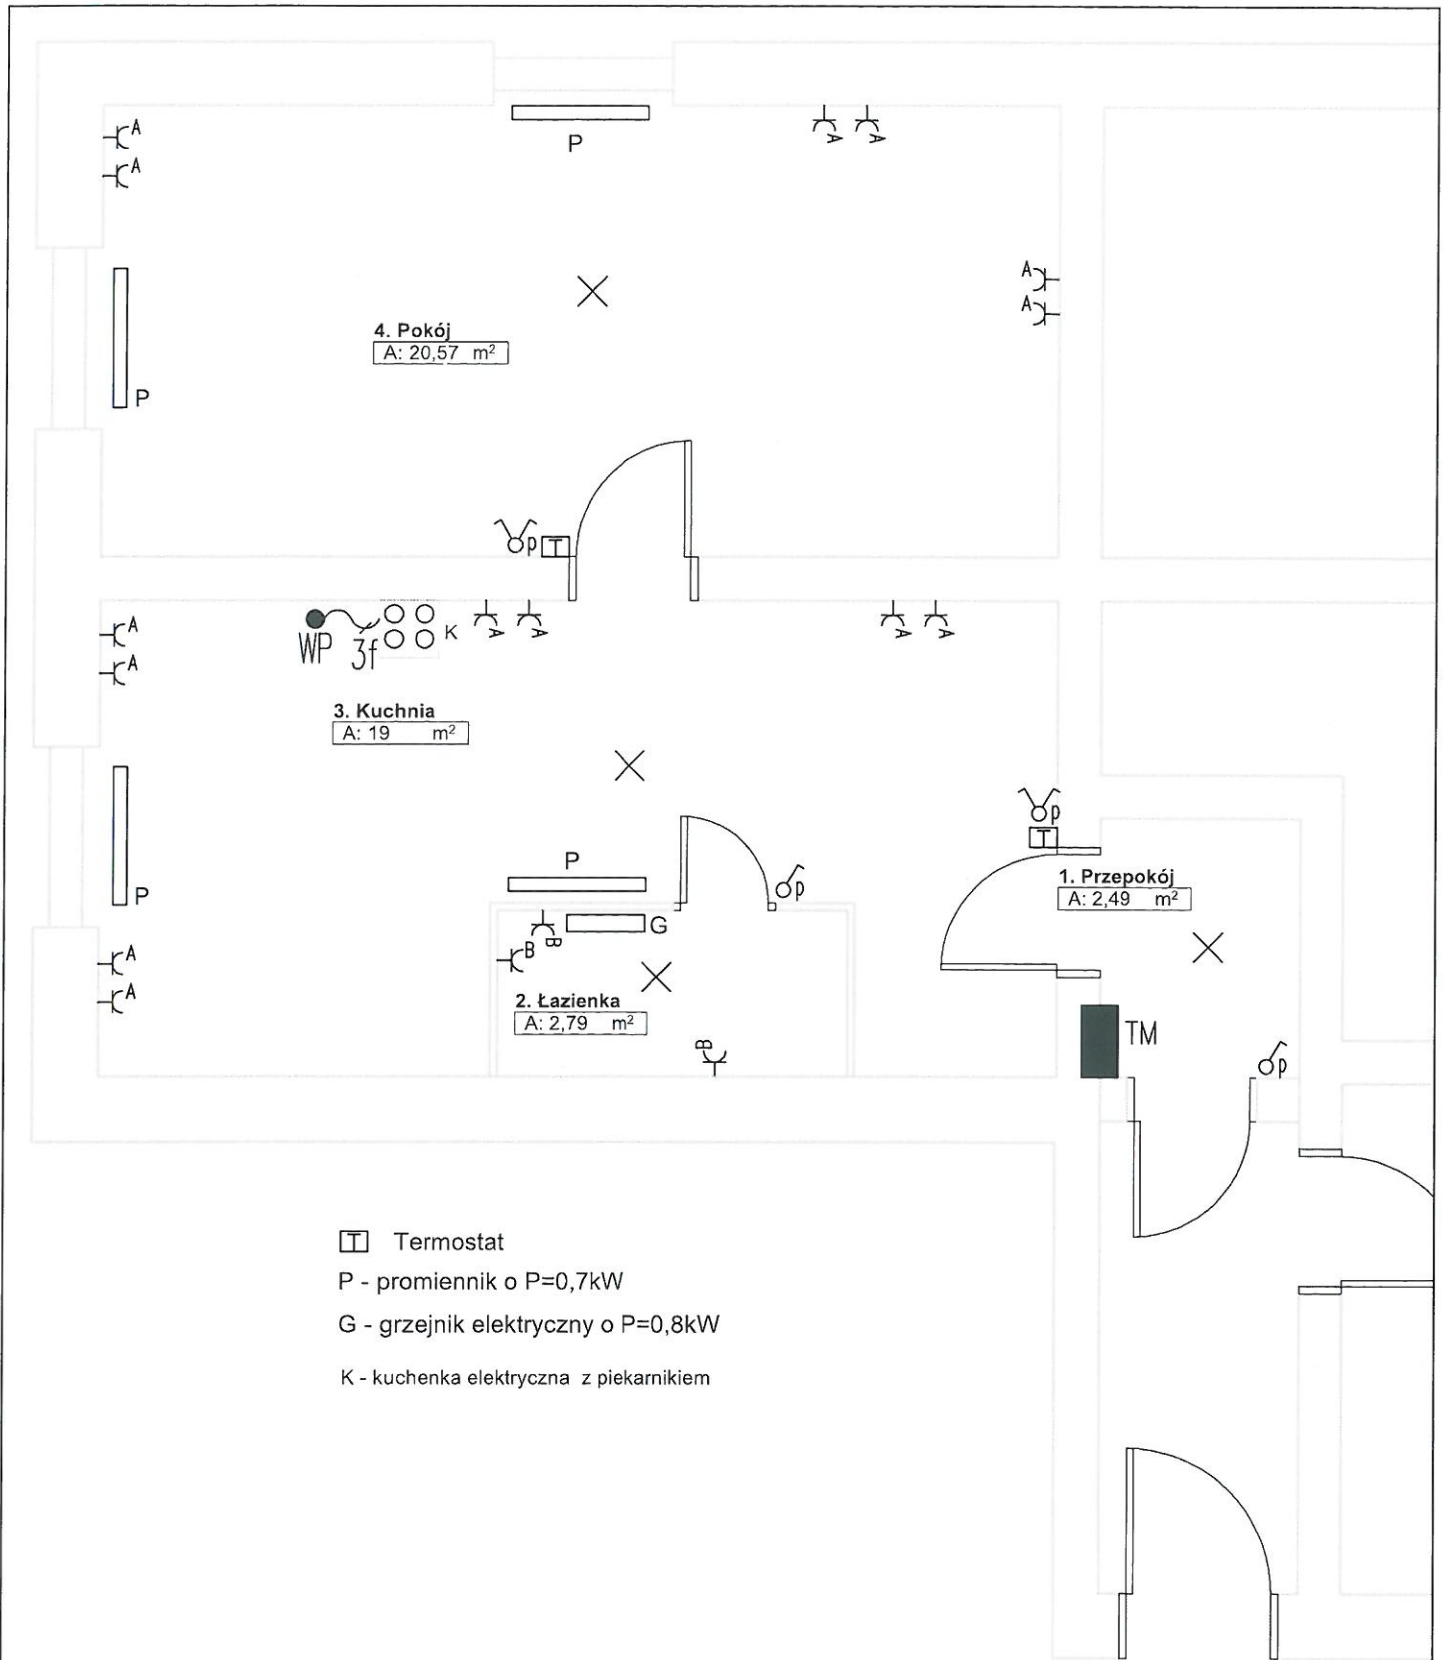 A
A
P
A
A
A
A
4. Pokój
A: 20,57 m²
P
p
T
A
A
WP
3f
K
A
A
A
A
3. Kuchnia
A: 19 m²
p
T
P
P
p
1. Przepokój
A: 2,49 m²
G
B
B
A
A
2. Łazienka
A: 2,79 m²
B
TM
p
T Termostat
P - promiennik o P=0,7kW
G - grzejnik elektryczny o P=0,8kW
K - kuchenka elektryczna z piekarnikiem